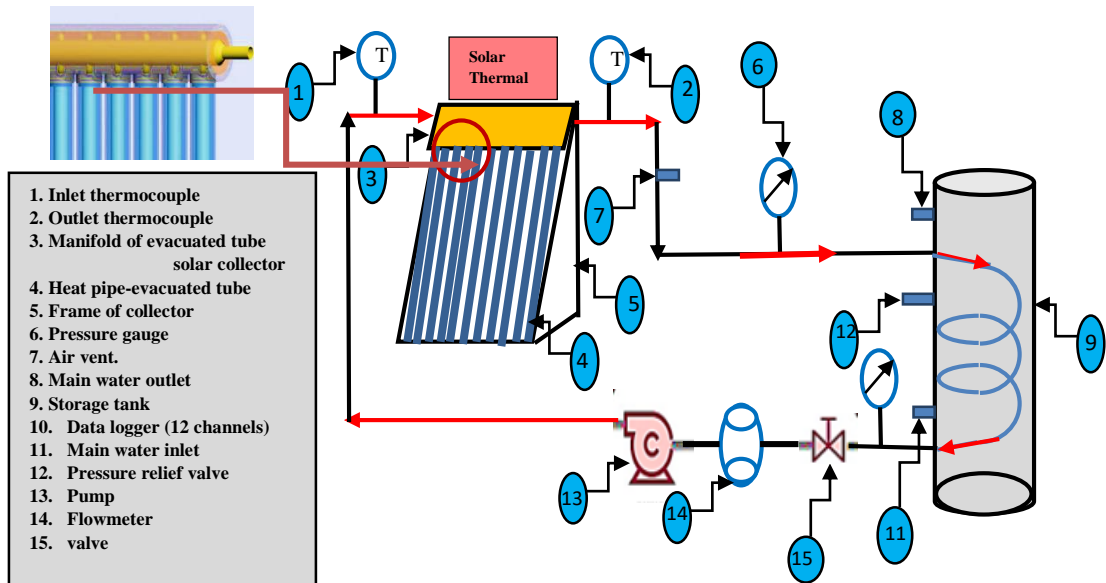 T
T
Solar
Thermal
1
2
6
8
3
7
5
12
9
4
C
13
14
15
11
1. Inlet thermocouple
2. Outlet thermocouple
3. Manifold of evacuated tube
solar collector
4. Heat pipe-evacuated tube
5. Frame of collector
6. Pressure gauge
7. Air vent.
8. Main water outlet
9. Storage tank
10. Data logger (12 channels)
11. Main water inlet
12. Pressure relief valve
13. Pump
14. Flowmeter
15. valve